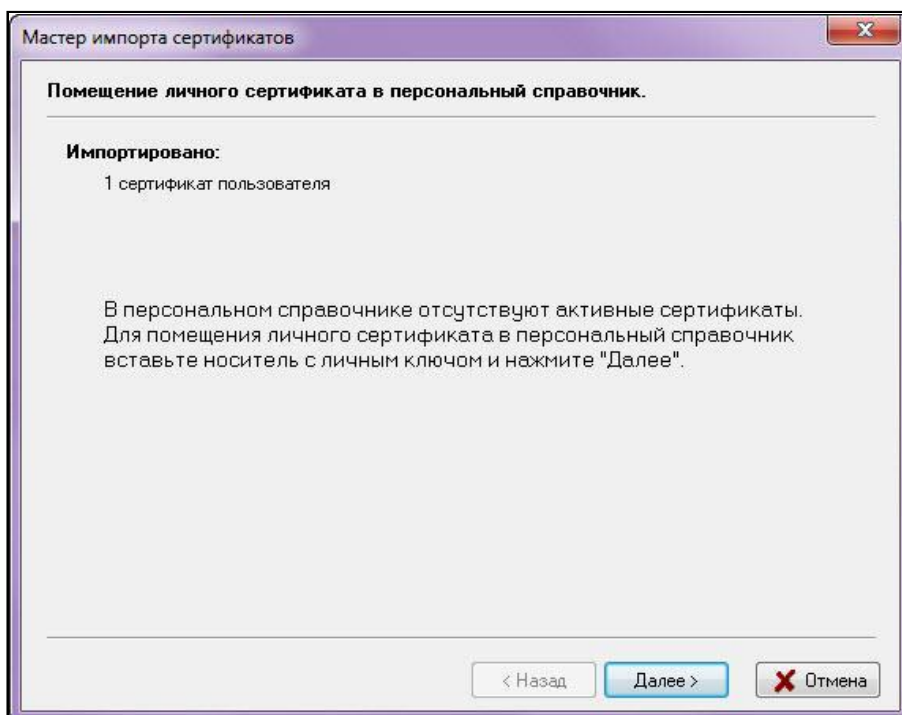 Мастер импорта сертификатов
Помещение личного сертификата в персональный справочник.
Импортировано:
1 сертификат пользователя
В персональном справочнике отсутствуют активные сертификаты.
Для помещения личного сертификата в персональный справочник
вставьте носитель с личным ключом и нажмите "Далее".
< Назад
Далее >
Отмена